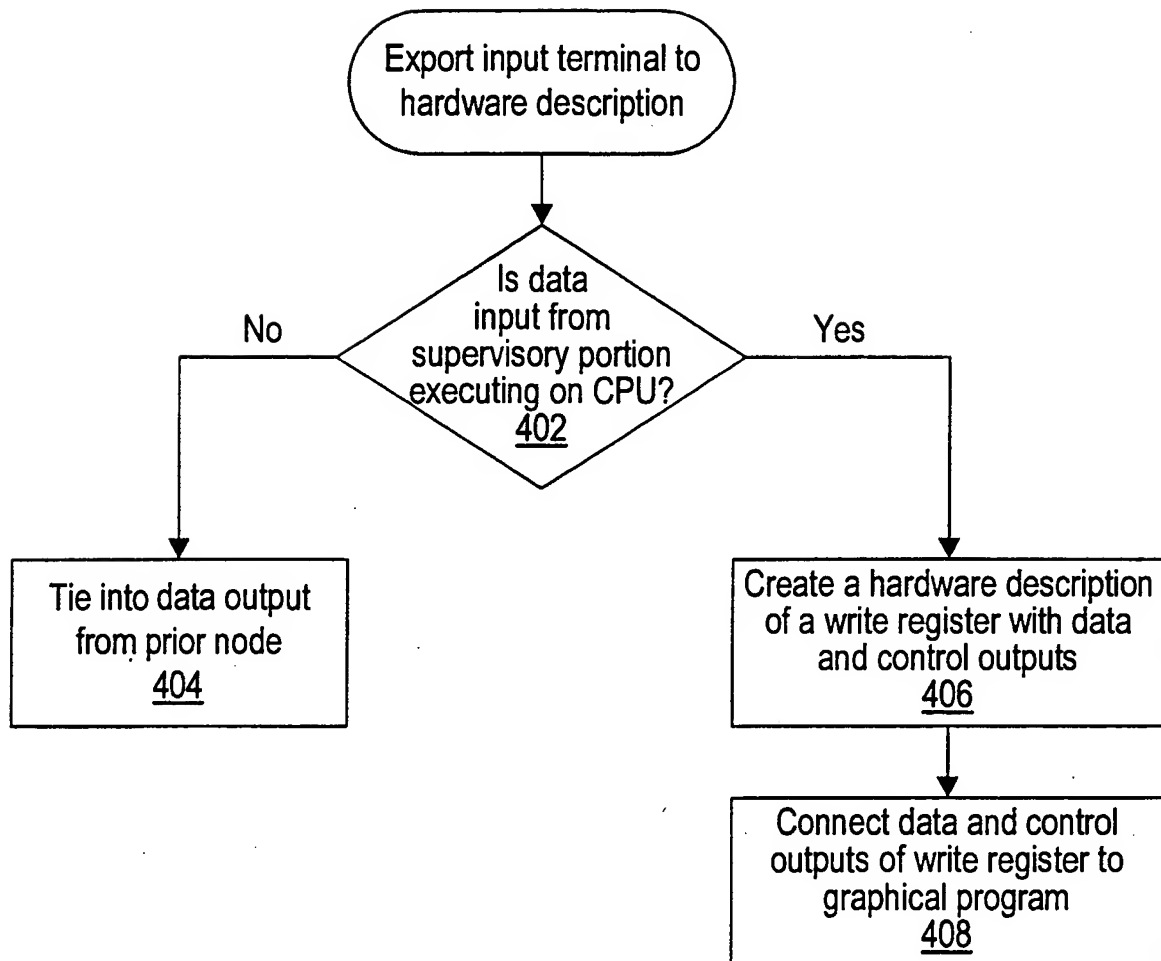 Export input terminal to
hardware description
Is data
input from
supervisory portion
executing on CPU?
402
No
Yes
Tie into data output
from prior node
404
Create a hardware description
of a write register with data
and control outputs
406
Connect data and control
outputs of write register to
graphical program
408